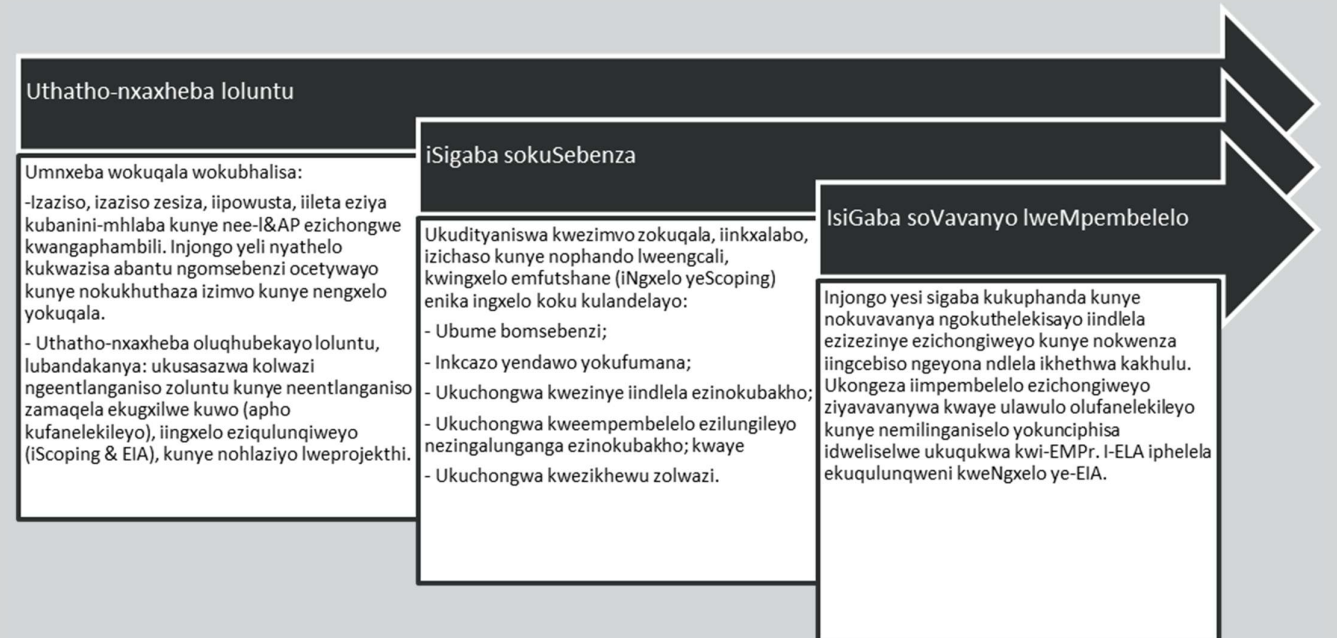 Uthatho-nxaxheba loluntu
Umnxeba wokuqala wokubhalisa:
-Izaziso, izaziso zesiza, iipowusta, iileta eziya
kubanini-mhlaba kunye nee-I&AP ezichongwe
kwangaphambili. Injongo yeli nyathelo
kukwazisa abantu ngomsebenzi ocetywayo
kunye nokukhuthaza izimvo kunye nengxelo
yokuqala.
- Uthatho-nxaxheba oluqhubekayo loluntu,
lubandakanya: ukusasazwa kolwazi
ngeentlanganiso zoluntu kunye neentlanganiso
zamaqela ekugxilwe kuwo (apho
kufanelekileyo), iingxelo eziqulunqiweyo
(iScoping & EIA), kunye nohlaziyo lweprojekthi.
iSigaba sokuSebenza
Ukudityaniswa kwezimvo zokuqala, iinkxalabo,
izichaso kunye nophando lweengcali,
kwingxelo emfutshane (iNgxelo yeScoping)
enika ingxelo koku kulandelayo:
- Ubume bomsebenzi;
- Inkcazo yendawo yokufumana;
- Ukuchongwa kwezinye iindlela ezinokubakho;
- Ukuchongwa kweempembelelo ezilungileyo
nezingalunganga ezinokubakho; kwaye
- Ukuchongwa kwezikhewu zolwazi.
IsiGaba soVavanyo lweMpembelelo
Injongo yesi sigaba kukuphanda kunye
nokuvavanya ngokuthelekisayo iindlela
ezizezinye ezichongiweyo kunye nokwenza
iingcebiso ngeyona ndlela ikhethwa kakhulu.
Ukongeza iimpembelelo ezichongiweyo
ziyavavanywa kwaye ulawulo olufanelekileyo
kunye nemilinganiselo yokunciphisa
idweliselwe ukuqukwa kwi-EMPr. I-ELA iphelela
ekuqulunqweni kweNgxelo ye-EIA.